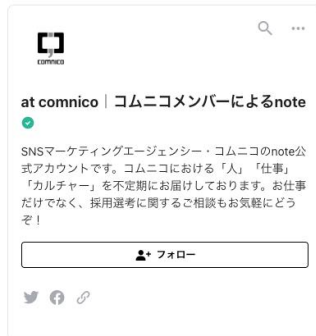 comnico
at comnico｜コムニコメンバーによるnote
SNSマーケティングエージェンシー・コムニコのnote公
式アカウントです。コムニコにおける「人」「仕事」
「カルチャー」を不定期にお届けしております。お仕事
だけでなく、採用選考に関するご相談もお気軽にどう
ぞ！
フォロー